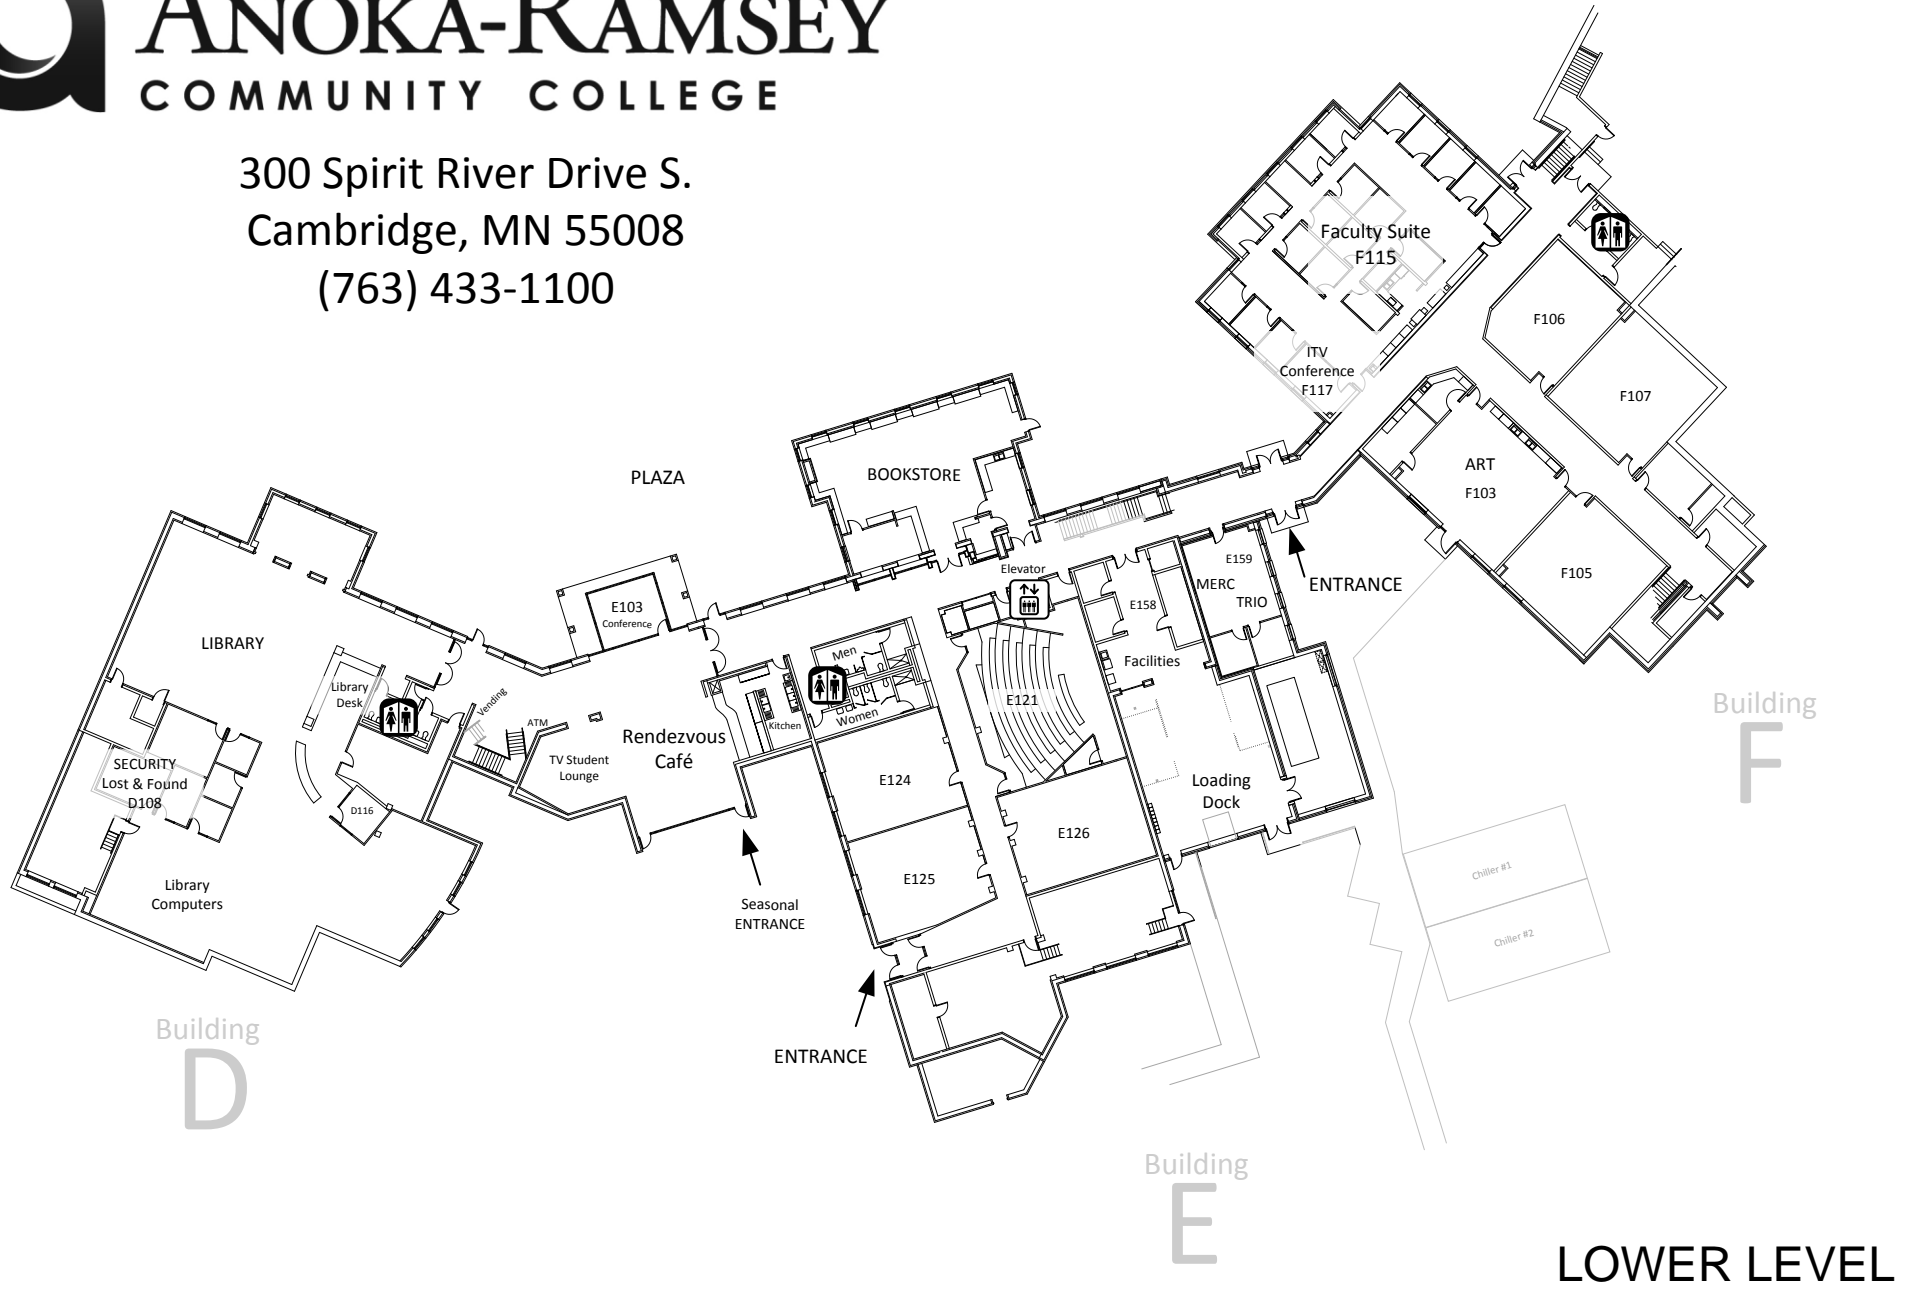 ANOKA-RAMSEY
COMMUNITY COLLEGE
300 Spirit River Drive S.
Cambridge, MN 55008
(763) 433-1100
Faculty Suite
F115
F106
ITV
Conference
F117
F107
PLAZA
BOOKSTORE
ART
F103
Elevator
E159
MERC
TRIO
ENTRANCE
F105
E103
Conference
E158
LIBRARY
Men
Facilities
Library
Desk
Vending
ATM
Kitchen
Women
E121
Rendezvous
Café
TV Student
Lounge
SECURITY
Lost & Found
D108
D116
E124
Loading
Dock
E126
Building
F
Library
Computers
E125
Seasonal
ENTRANCE
Chiller #1
Chiller #2
Building
D
ENTRANCE
Building
E
LOWER LEVEL